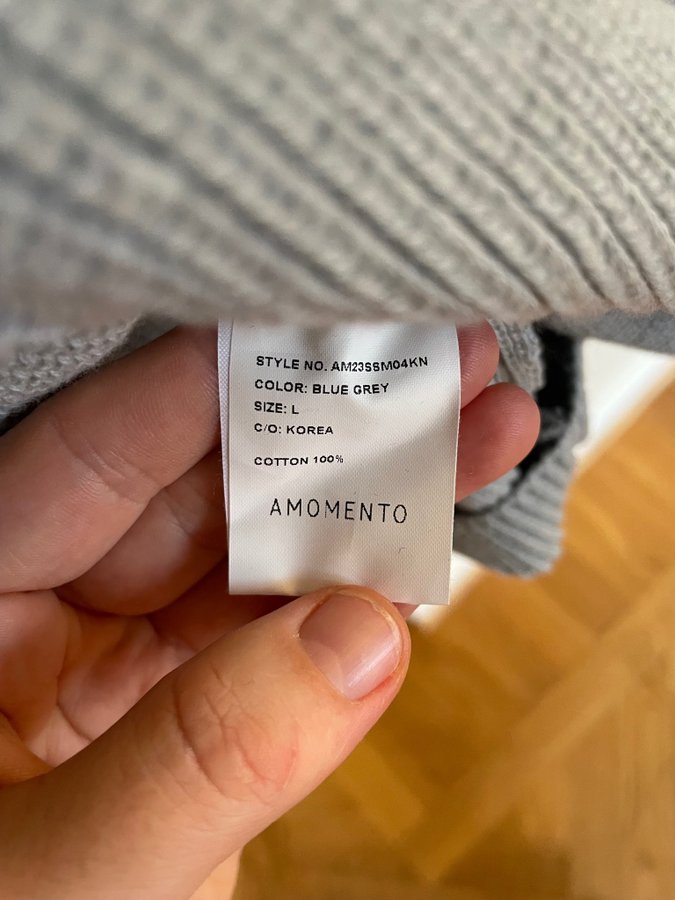 STYLE NO. AM23SSM04KN
COLOR: BLUE GREY
SIZE: L
C/O: KOREA
COTTON 100%
AMOMENTO